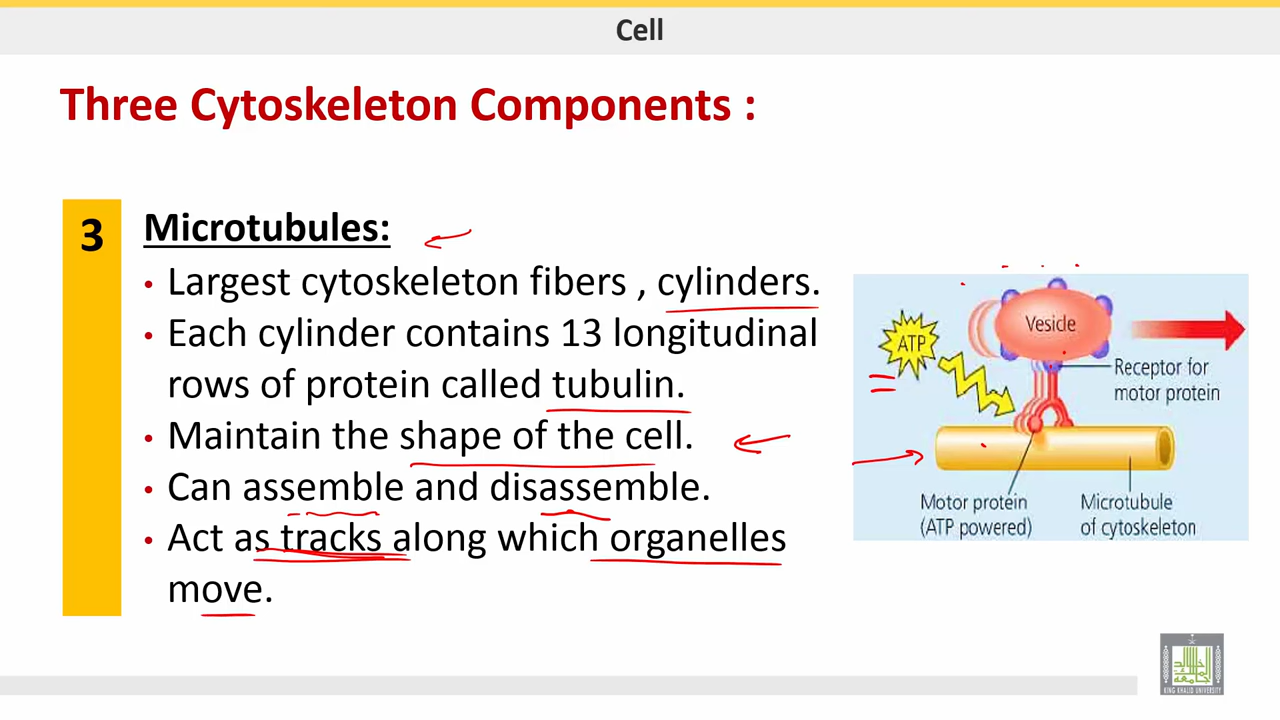 Cell
Three Cytoskeleton Components :
3
Microtubules:
• Largest cytoskeleton fibers , cylinders.
• Each cylinder contains 13 longitudinal
rows of protein called tubulin.
• Maintain the shape of the cell.
• Can assemble and disassemble.
• Act as tracks along which organelles
move.
Vesicle
ATP
Receptor for
motor protein
Motor protein
(ATP powered)
Microtubule
of cytoskeleton
KING KHALID UNIVERSITY